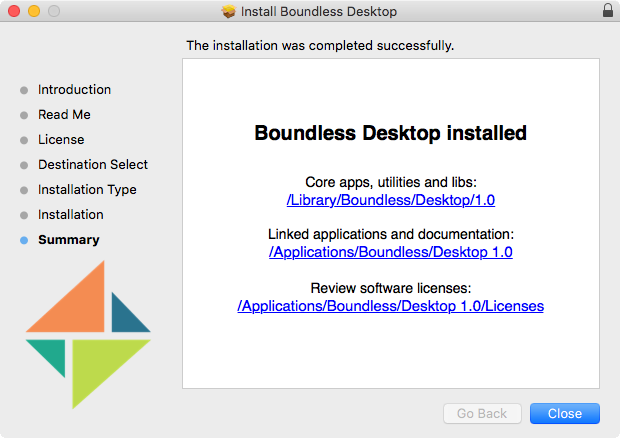 Install Boundless Desktop
The installation was completed successfully.
Introduction
Read Me
License
Destination Select
Installation Type
Installation
Summary
Boundless Desktop installed
Core apps, utilities and libs:
/Library/Boundless/Desktop/1.0
Linked applications and documentation:
/Applications/Boundless/Desktop 1.0
Review software licenses:
/Applications/Boundless/Desktop 1.0/Licenses
Go Back
Close